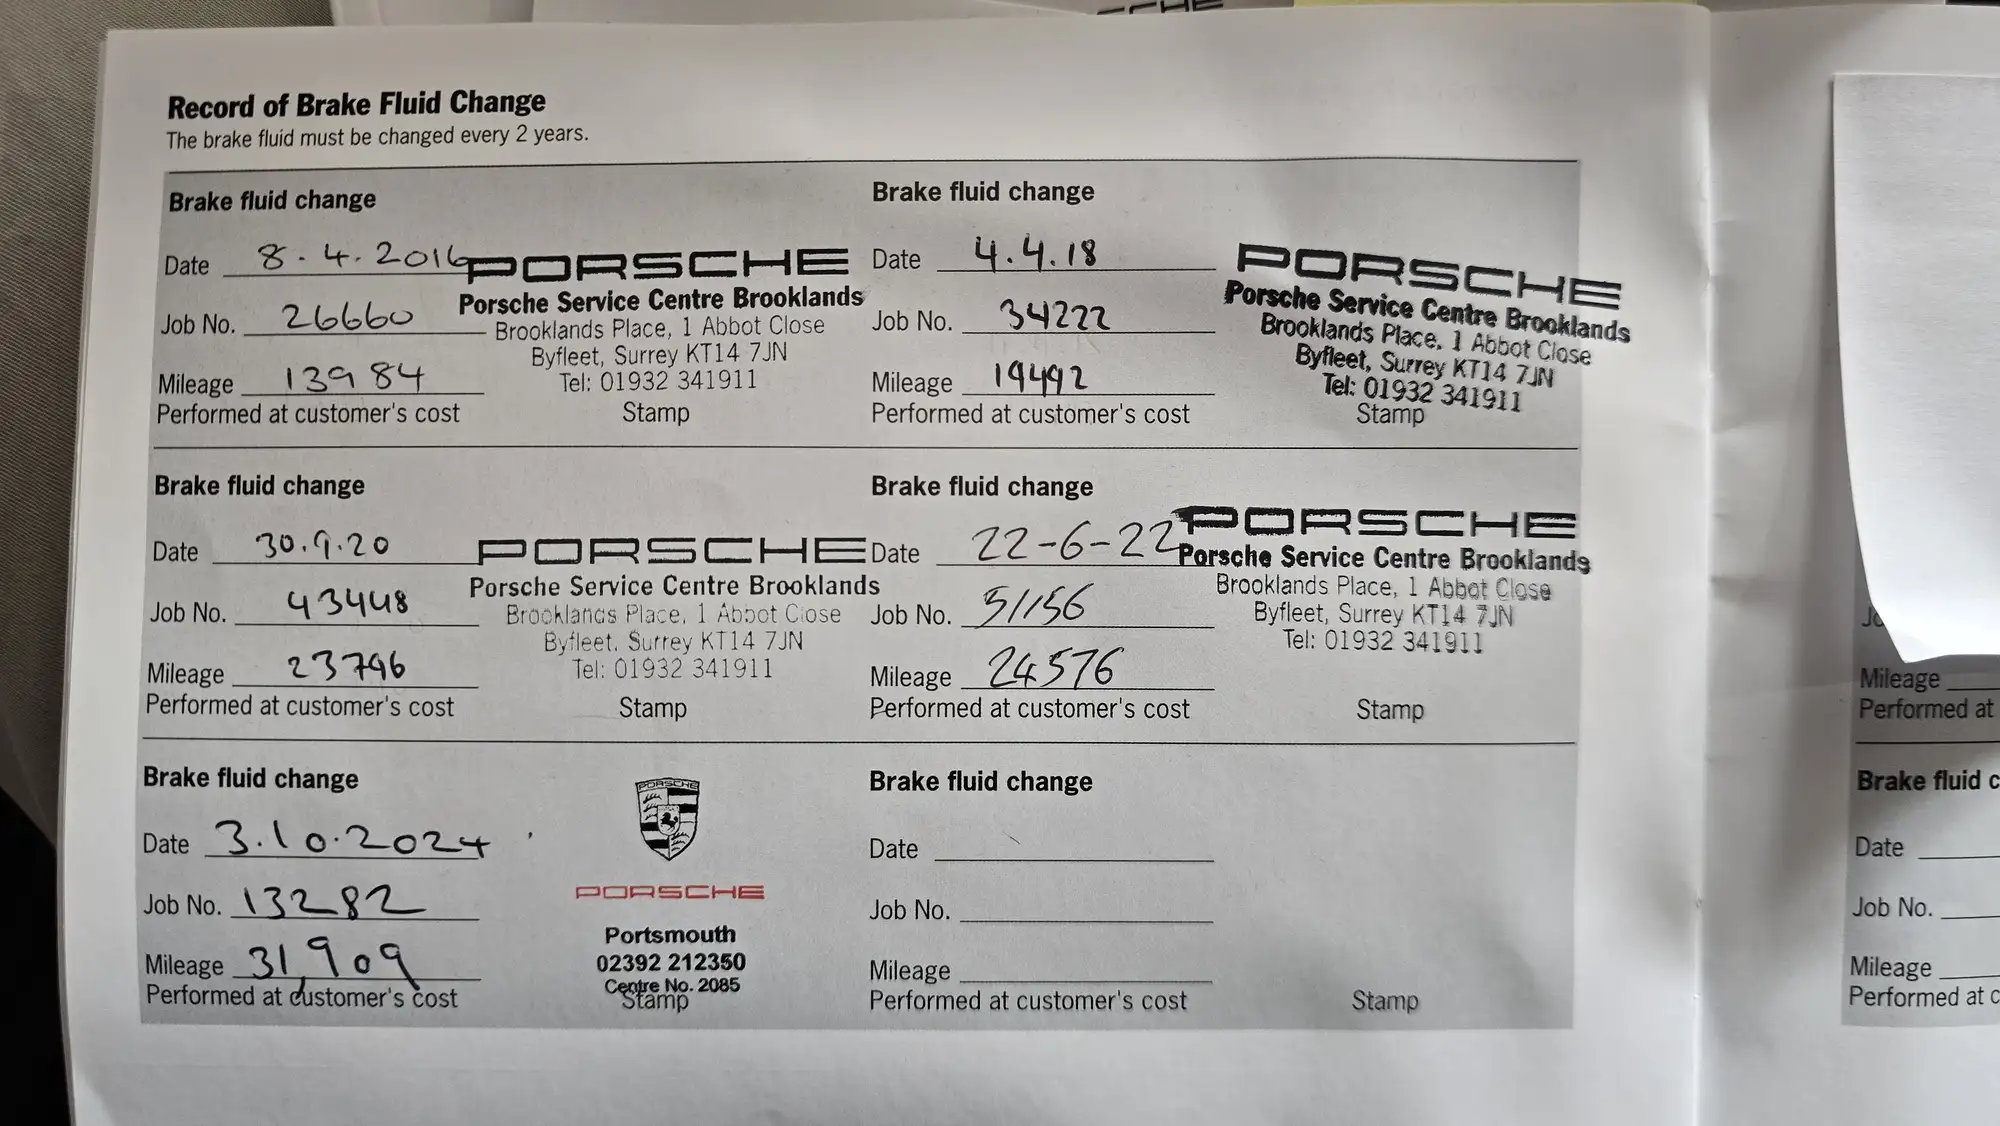 SCHE
Record of Brake Fluid Change
The brake fluid must be changed every 2 years.
Brake fluid change
Date 8.4.2016
Job No. 26660
Mileage 13984
Performed at customer's cost
PORSCHE
Porsche Service Centre Brooklands
Brooklands Place, 1 Abbot Close
Byfleet, Surrey KT14 7JN
Tel: 01932 341911
Stamp
Brake fluid change
Date 4.4.18
Job No. 34222
Mileage 19492
Performed at customer's cost
PORSCHE
Porsche Service Centre Brooklands
Brooklands Place, 1 Abbot Close
Byfleet, Surrey KT14 7JN
Tel: 01932 341911
Stamp
Brake fluid change
Date 30.9.20
Job No. 43448
Mileage 23796
Performed at customer's cost
PORSCHE
Porsche Service Centre Brooklands
Brooklands Place, 1 Abbot Close
Byfleet, Surrey KT14 7JN
Tel: 01932 341911
Stamp
Brake fluid change
Date 22-6-22
Job No. 51156
Mileage 24576
Performed at customer's cost
PORSCHE
Porsche Service Centre Brooklands
Brooklands Place, 1 Abbot Close
Byfleet, Surrey KT14 7JN
Tel: 01932 341911
Stamp
Brake fluid change
Date 3.10.2024
Job No. 13282
Mileage 31,909
Performed at customer's cost
PORSCHE
PORSCHE
Portsmouth
02392 212350
Centre No. 2085
Stamp
Brake fluid change
Date
Job No.
Mileage
Performed at customer's cost
Stamp
Jo
Mileage
Performed at
Brake fluid c
Date
Job No.
Mileage
Performed at c